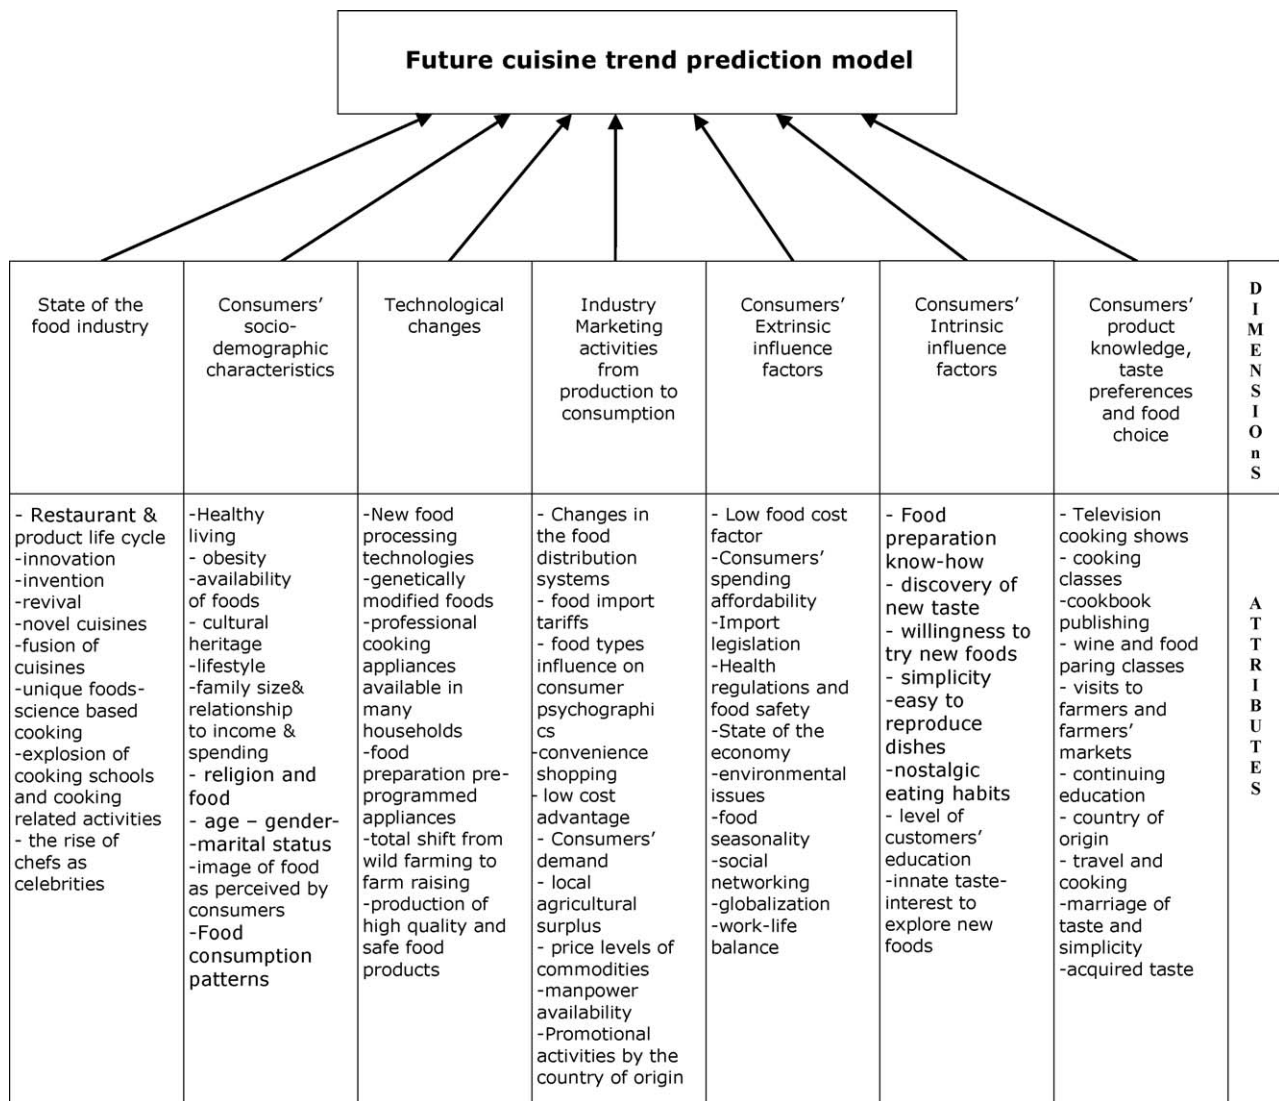 Future cuisine trend prediction model
State of the
food industry
Consumers’
socio-
demographic
characteristics
Technological
changes
Industry
Marketing
activities
from
production to
consumption
Consumers’
Extrinsic
influence
factors
Consumers’
Intrinsic
influence
factors
Consumers’
product
knowledge,
taste
preferences
and food
choice
D
I
M
E
N
S
I
O
n
S
- Restaurant &
product life cycle
-innovation
-invention
-revival
-novel cuisines
-fusion of
cuisines
-unique foods-
science based
cooking
-explosion of
cooking schools
and cooking
related activities
- the rise of
chefs as
celebrities
-Healthy
living
- obesity
-availability
of foods
- cultural
heritage
-lifestyle
-family size&
relationship
to income &
spending
- religion and
food
- age – gender-
-marital status
-image of food
as perceived by
consumers
-Food
consumption
patterns
-New food
processing
technologies
-genetically
modified foods
-professional
cooking
appliances
available in
many
households
-food
preparation pre-
programmed
appliances
-total shift from
wild farming to
farm raising
-production of
high quality and
safe food
products
- Changes in
the food
distribution
systems
- food import
tariffs
- food types
influence on
consumer
psychographi
cs
-convenience
shopping
- low cost
advantage
- Consumers’
demand
- local
agricultural
surplus
- price levels of
commodities
-manpower
availability
-Promotional
activities by the
country of origin
- Low food cost
factor
-Consumers’
spending
affordability
-Import
legislation
-Health
regulations and
food safety
-State of the
economy
-environmental
issues
-food
seasonality
-social
networking
-globalization
-work-life
balance
- Food
preparation
know-how
- discovery of
new taste
- willingness to
try new foods
- simplicity
-easy to
reproduce
dishes
-nostalgic
eating habits
- level of
customers’
education
-innate taste-
interest to
explore new
foods
- Television
cooking shows
- cooking
classes
-cookbook
publishing
- wine and food
paring classes
- visits to
farmers and
farmers’
markets
- continuing
education
- country of
origin
- travel and
cooking
-marriage of
taste and
simplicity
-acquired taste
A
T
T
R
I
B
U
T
E
S